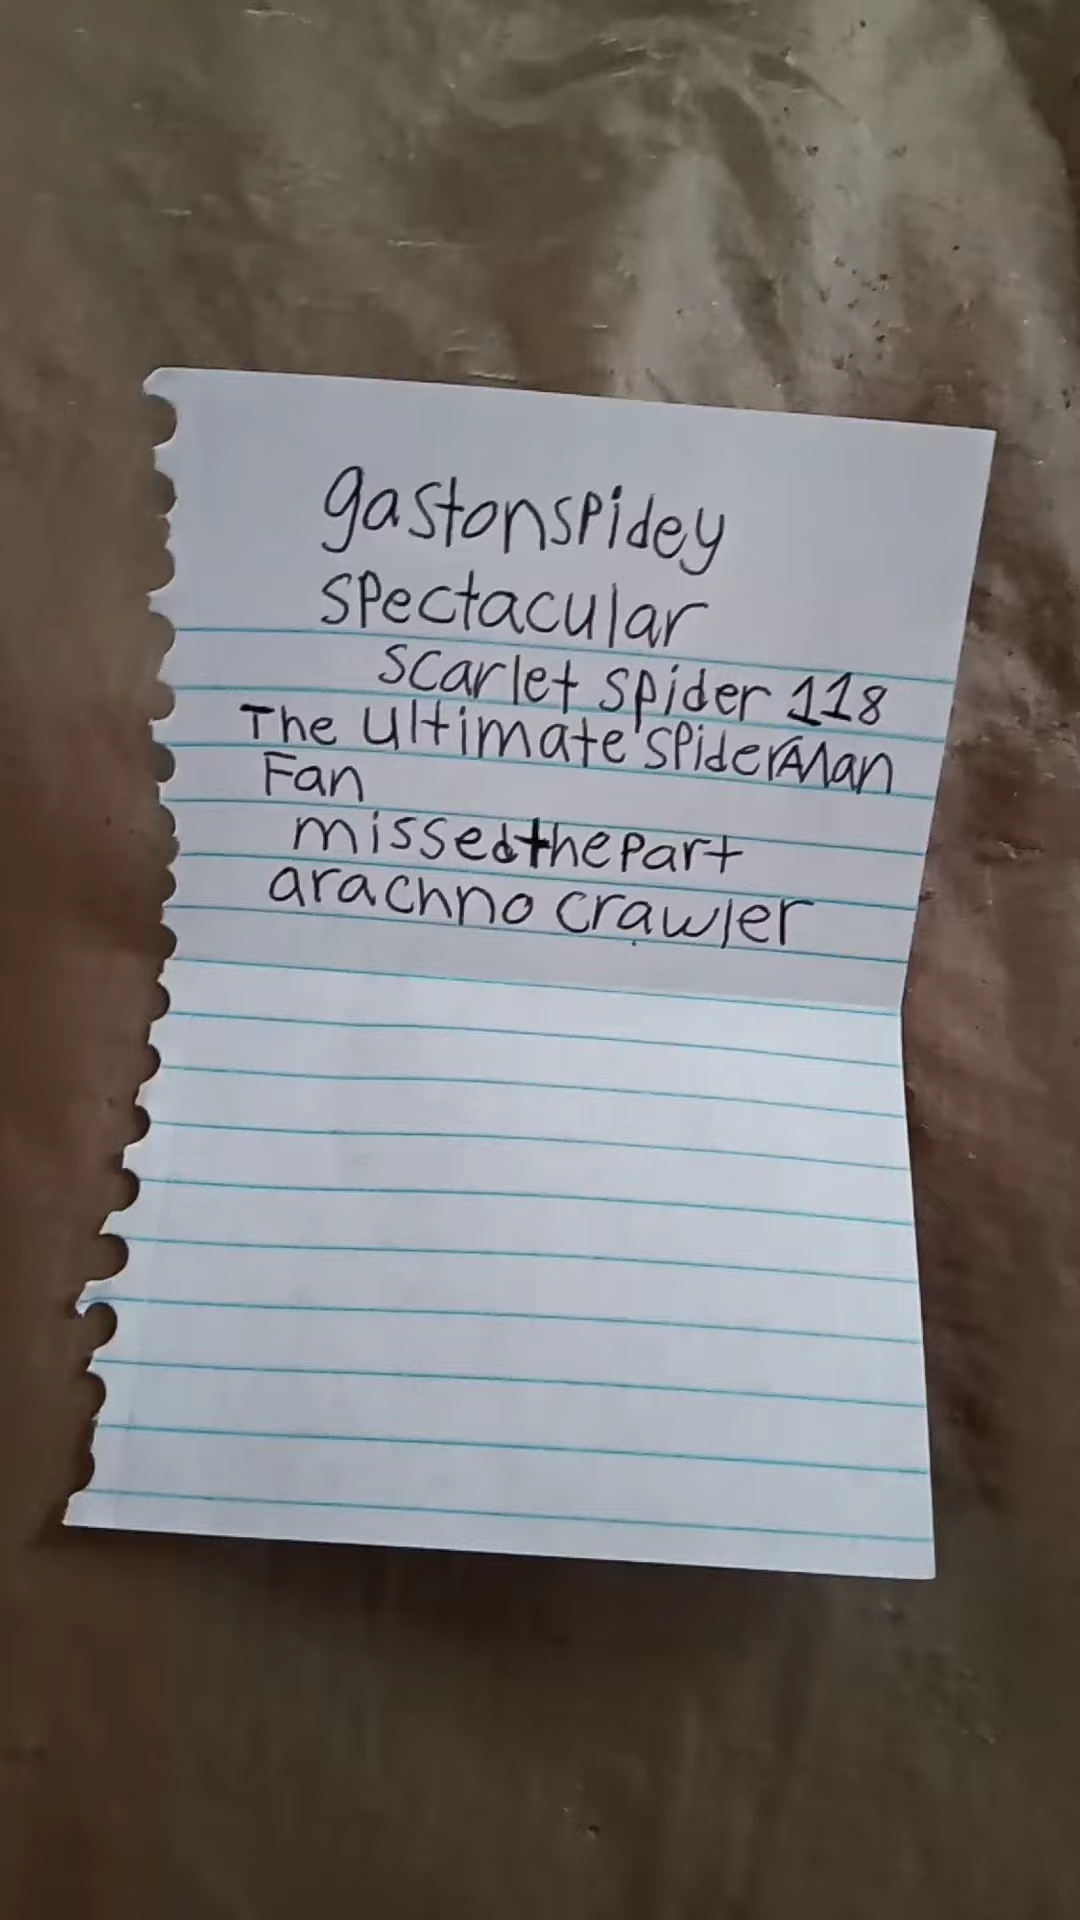 gastonspidey
spectacular
scarlet spider 118
The ultimate spiderman
Fan
missedthepart
arachno crawler